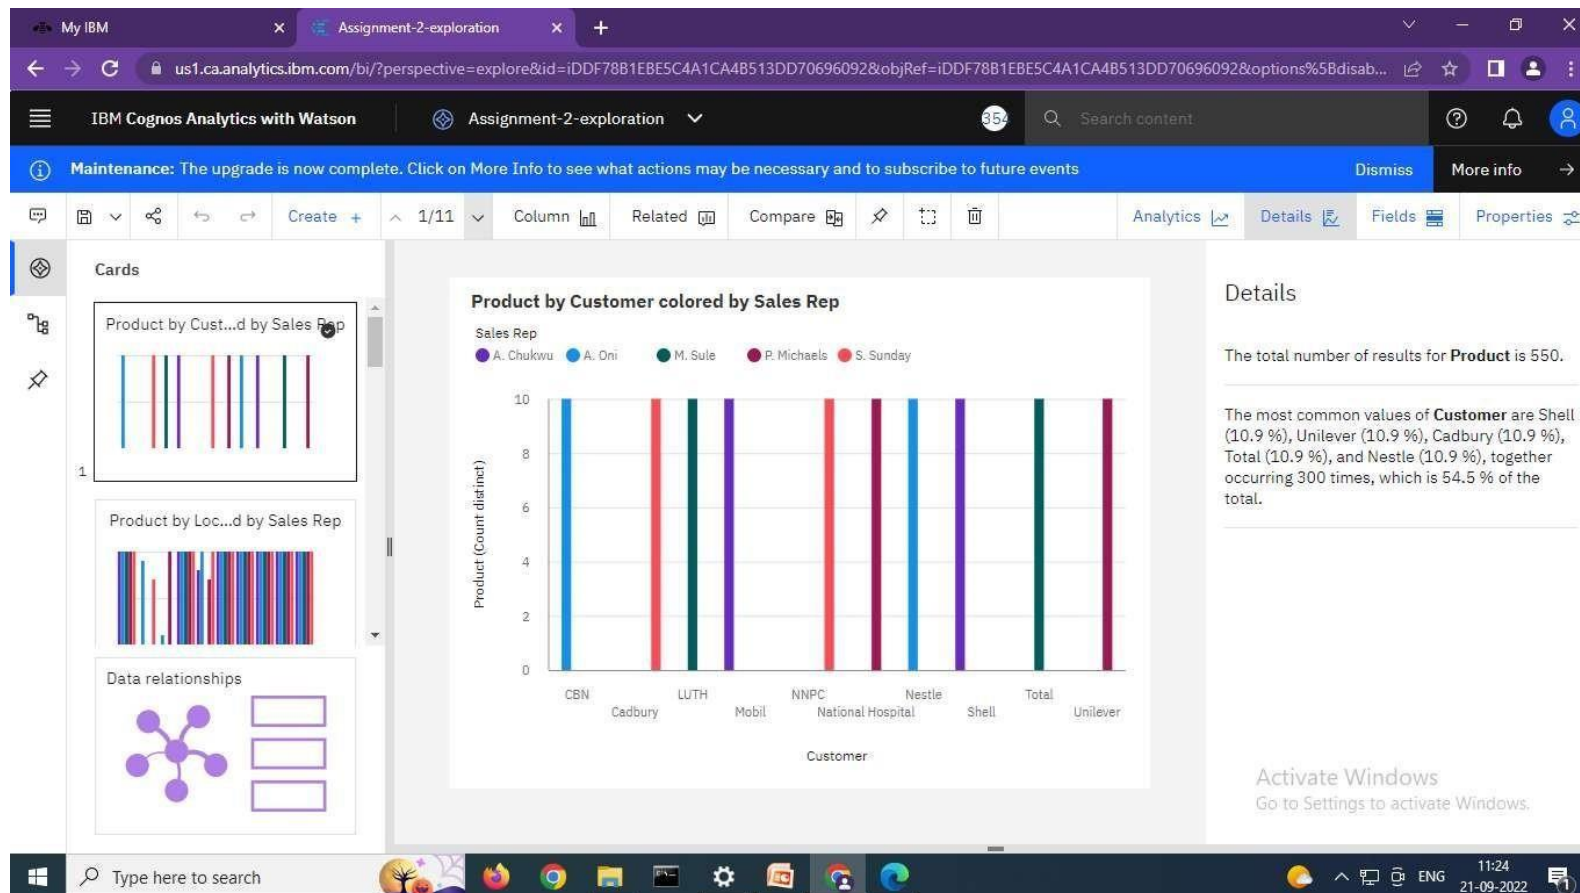 My IBM
Assignment-2-exploration
us1.ca.analytics.ibm.com/bi/?perspective=explore&id=iDDF78B1EBE5C4A1CA4B513DD70696092&objRef=iDDF78B1EBE5C4A1CA4B513DD70696092&options%5Bdisab...
IBM Cognos Analytics with Watson
Assignment-2-exploration
354
Search content
Maintenance: The upgrade is now complete. Click on More Info to see what actions may be necessary and to subscribe to future events
Dismiss
More info
Create +
1/11
Column
Related
Compare
Analytics
Details
Fields
Properties
Cards
Product by Cust...d by Sales Rep
1
Product by Loc...d by Sales Rep
Data relationships
Product by Customer colored by Sales Rep
Sales Rep
A. Chukwu A. Oni M. Sule P. Michaels S. Sunday
Product (Count distinct)
10
8
6
4
2
0
CBN LUTH NNPC Nestle Total
Cadbury Mobil National Hospital Shell Unilever
Customer
Details
The total number of results for Product is 550.
The most common values of Customer are Shell
(10.9 %), Unilever (10.9 %), Cadbury (10.9 %),
Total (10.9 %), and Nestle (10.9 %), together
occurring 300 times, which is 54.5 % of the
total.
Activate Windows
Go to Settings to activate Windows.
Type here to search
ENG
11:24
21-09-2022
1